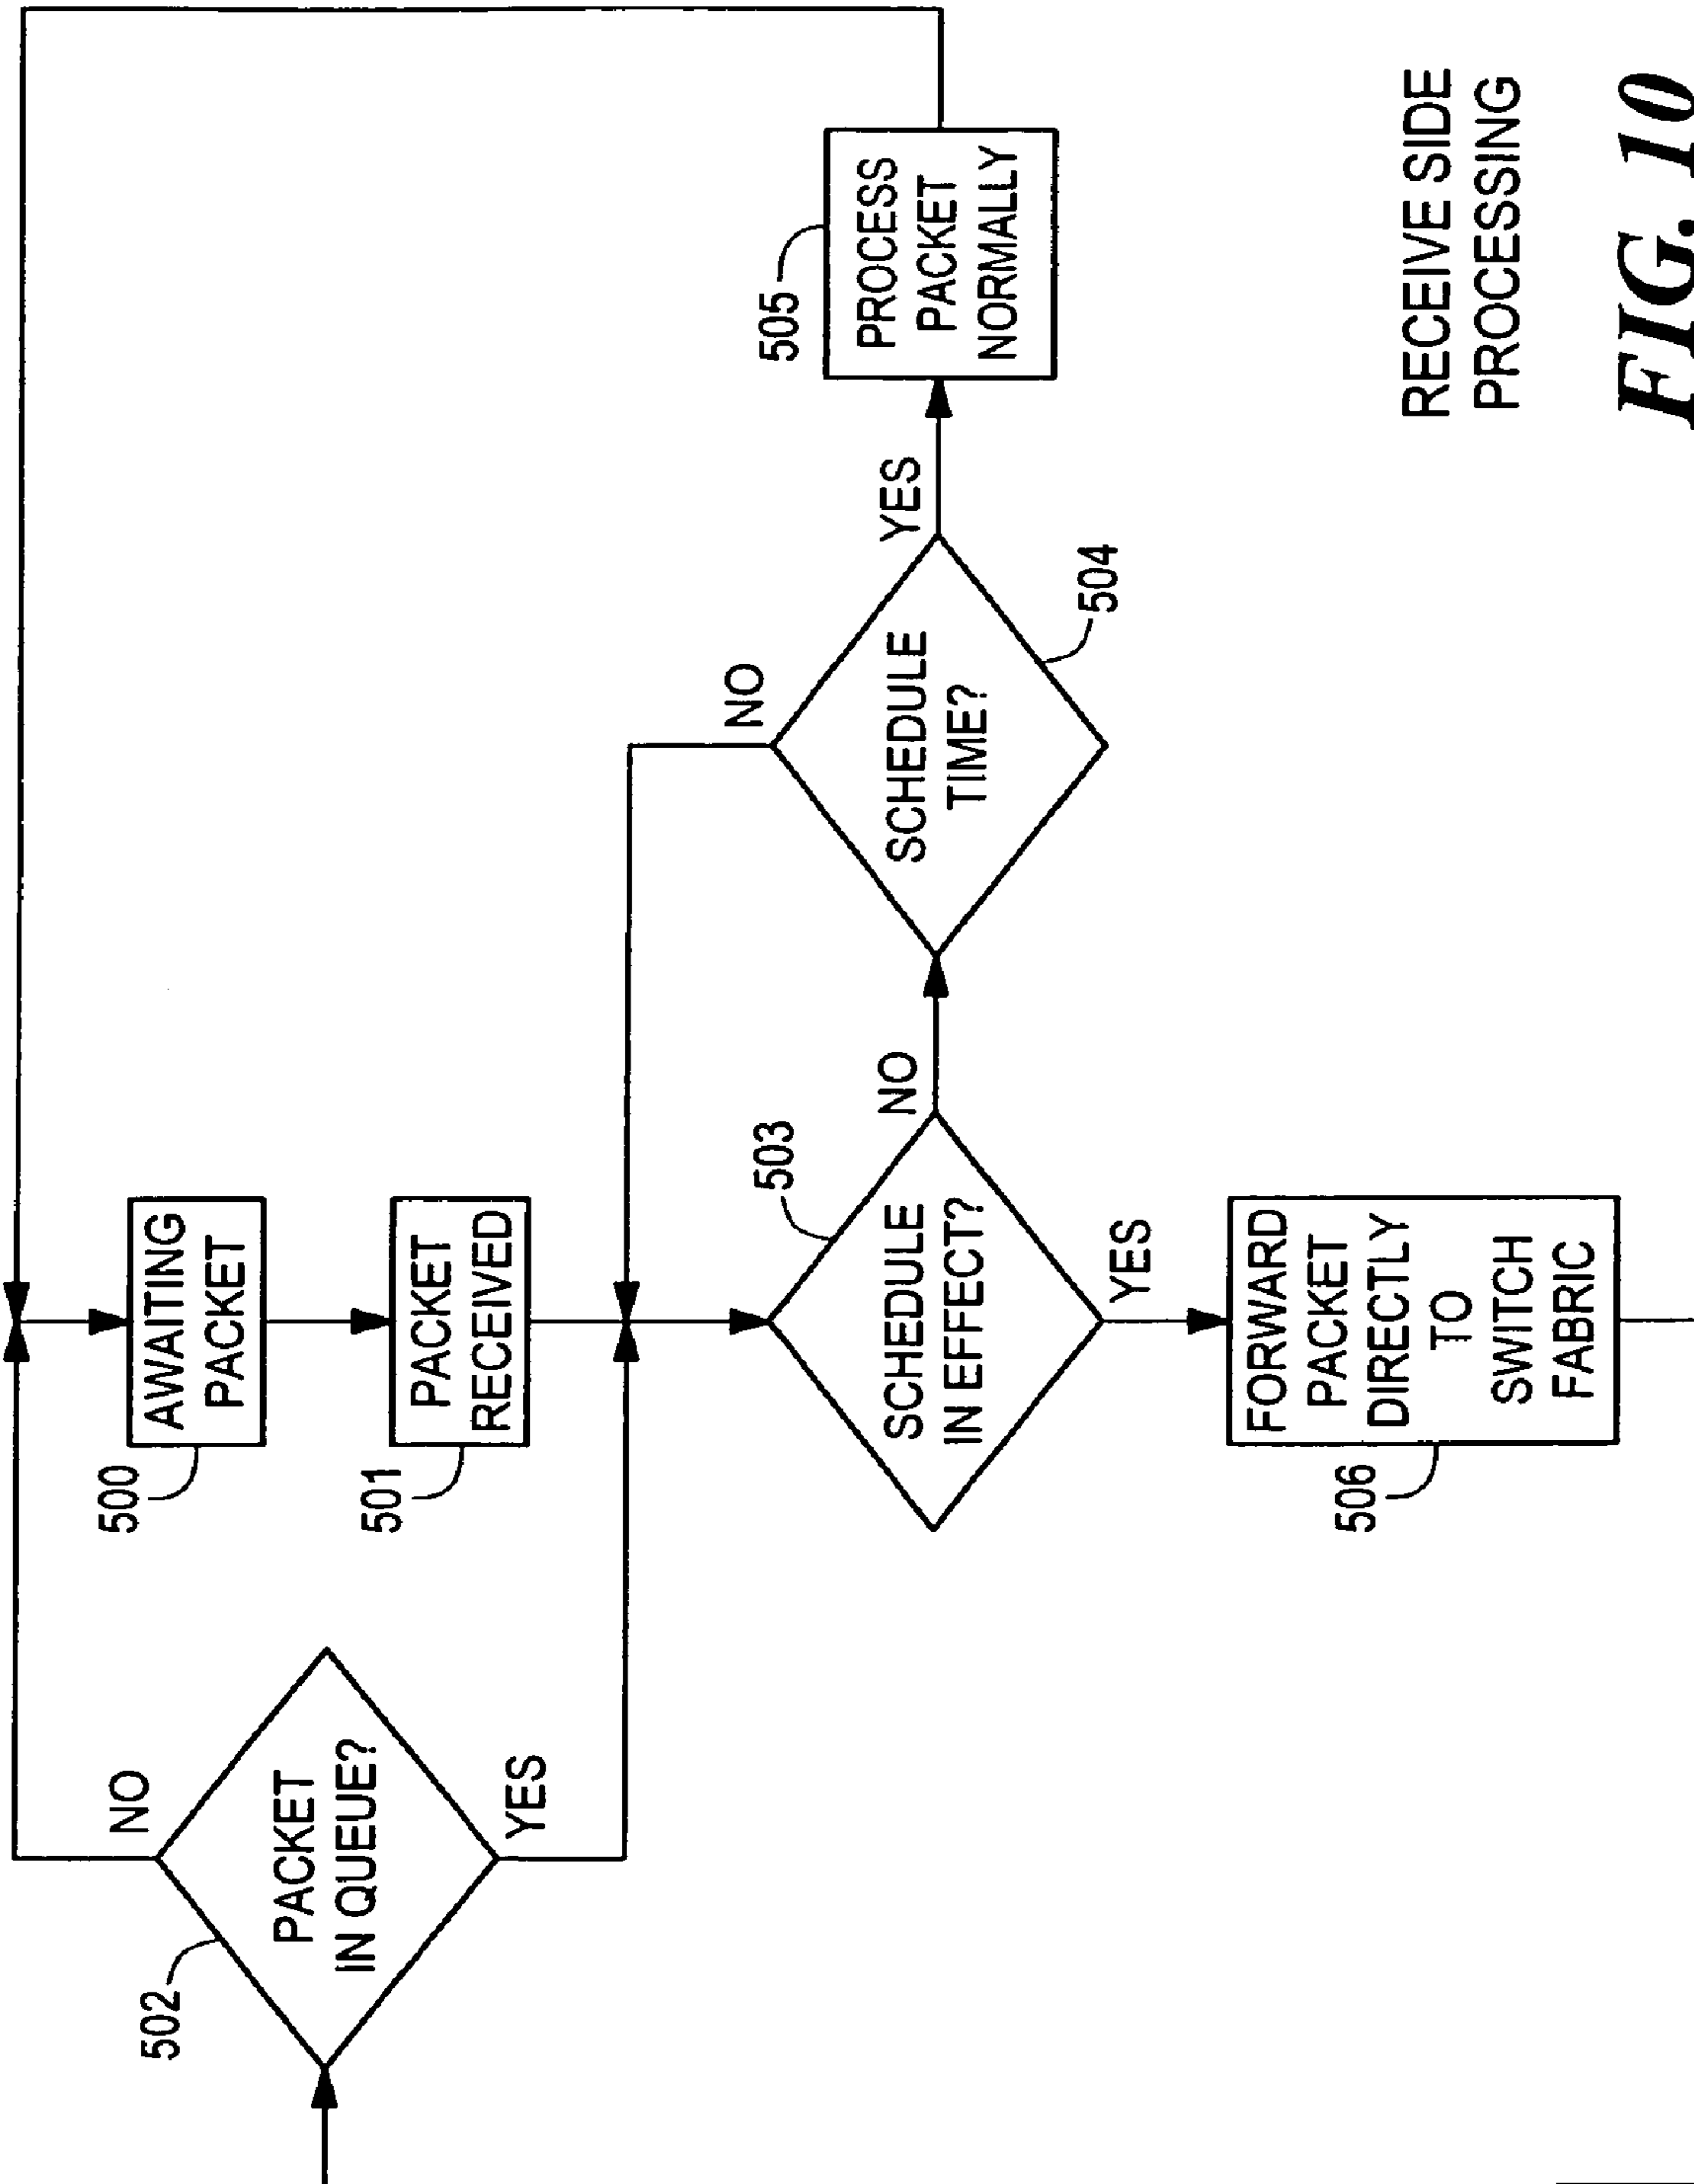 502
PACKET
IN QUEUE?
NO
YES
500
AWAITING
PACKET
501
PACKET
RECEIVED
503
SCHEDULE
IN EFFECT?
NO
YES
504
SCHEDULE
TIME?
NO
YES
505
PROCESS
PACKET
NORMALLY
506
FORWARD
PACKET
DIRECTLY
TO
SWITCH
FABRIC
RECEIVE SIDE
PROCESSING
FIG. 10